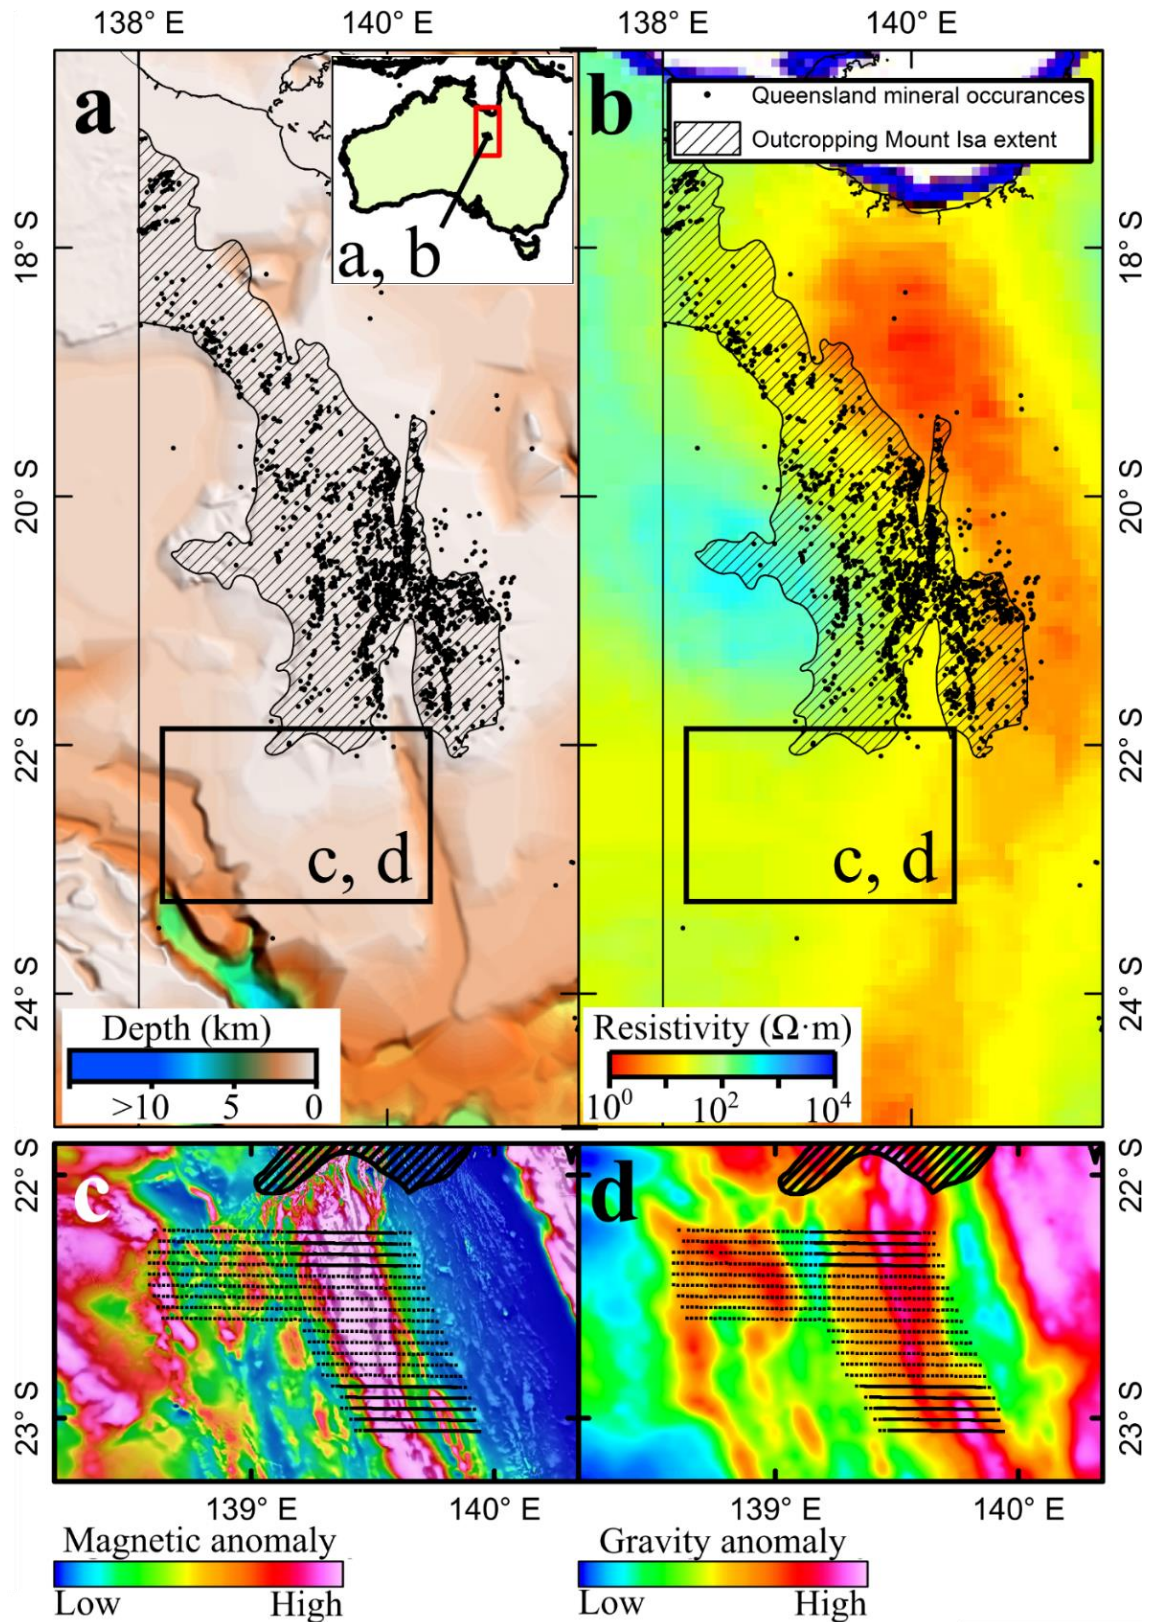 138° E
140° E
138° E
140° E
a
a, b
b
Queensland mineral occurances
Outcropping Mount Isa extent
18° S
20° S
22° S
24° S
18° S
20° S
22° S
24° S
c, d
c, d
Depth (km)
>10
5
0
Resistivity (Ω·m)
10⁰
10²
10⁴
22° S
23° S
c
d
22° S
23° S
139° E
140° E
139° E
140° E
Magnetic anomaly
Low
High
Gravity anomaly
Low
High